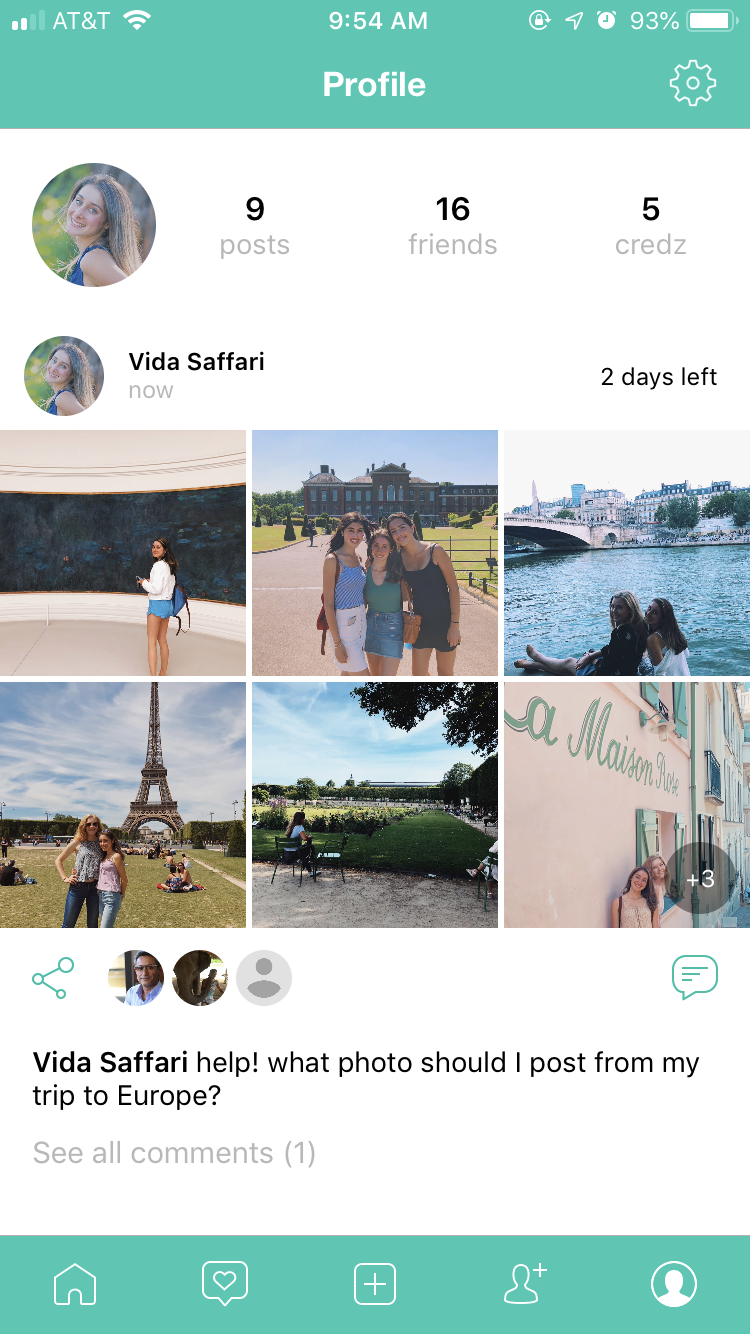 AT&T 9:54 AM 93%
Profile
9 16 5
posts friends credz
Vida Saffari
now
2 days left
La Maison Rose
+3
Vida Saffari help! what photo should I post from my
trip to Europe?
See all comments (1)